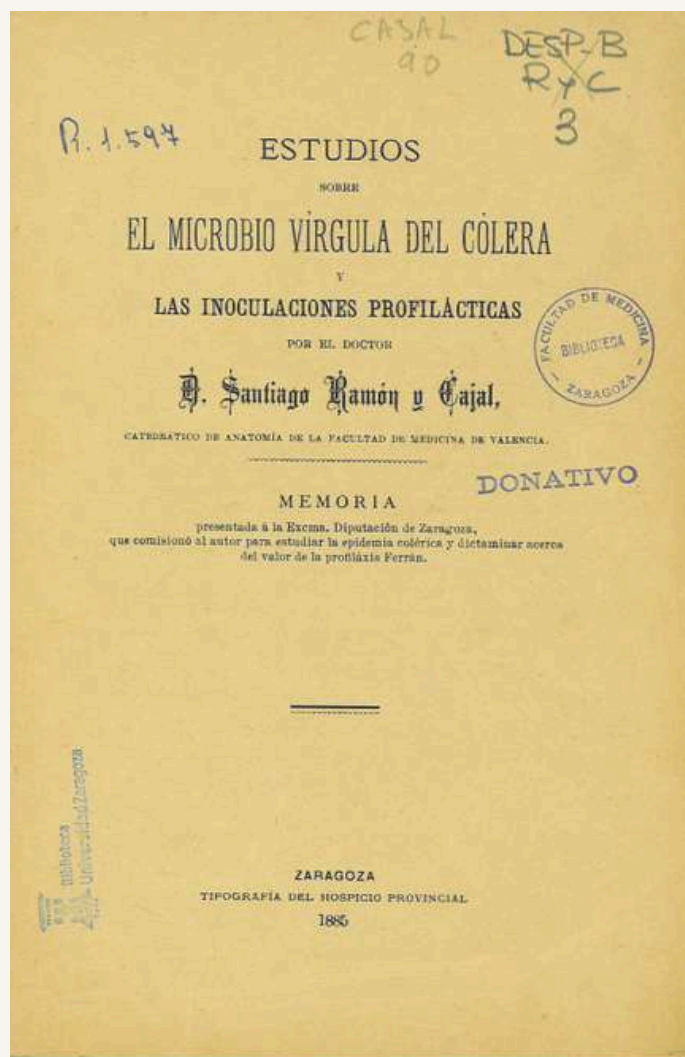 CAJAL
90
DESP-B
R y C
3
R. 1.597
ESTUDIOS
SOBRE
EL MICROBIO VÍRGULA DEL CÓLERA
Y
LAS INOCULACIONES PROFILÁCTICAS
POR EL DOCTOR
D. Santiago Ramón y Cajal,
CATEDRÁTICO DE ANATOMÍA DE LA FACULTAD DE MEDICINA DE VALENCIA.
FACULTAD DE MEDICINA
BIBLIOTECA
- ZARAGOZA -
DONATIVO
MEMORIA
presentada á la Excma. Diputación de Zaragoza,
que comisionó al autor para estudiar la epidemia colérica y dictaminar acerca
del valor de la profiláxis Ferrán.
Biblioteca
Universidad Zaragoza
ZARAGOZA
TIPOGRAFÍA DEL HOSPICIO PROVINCIAL
1885